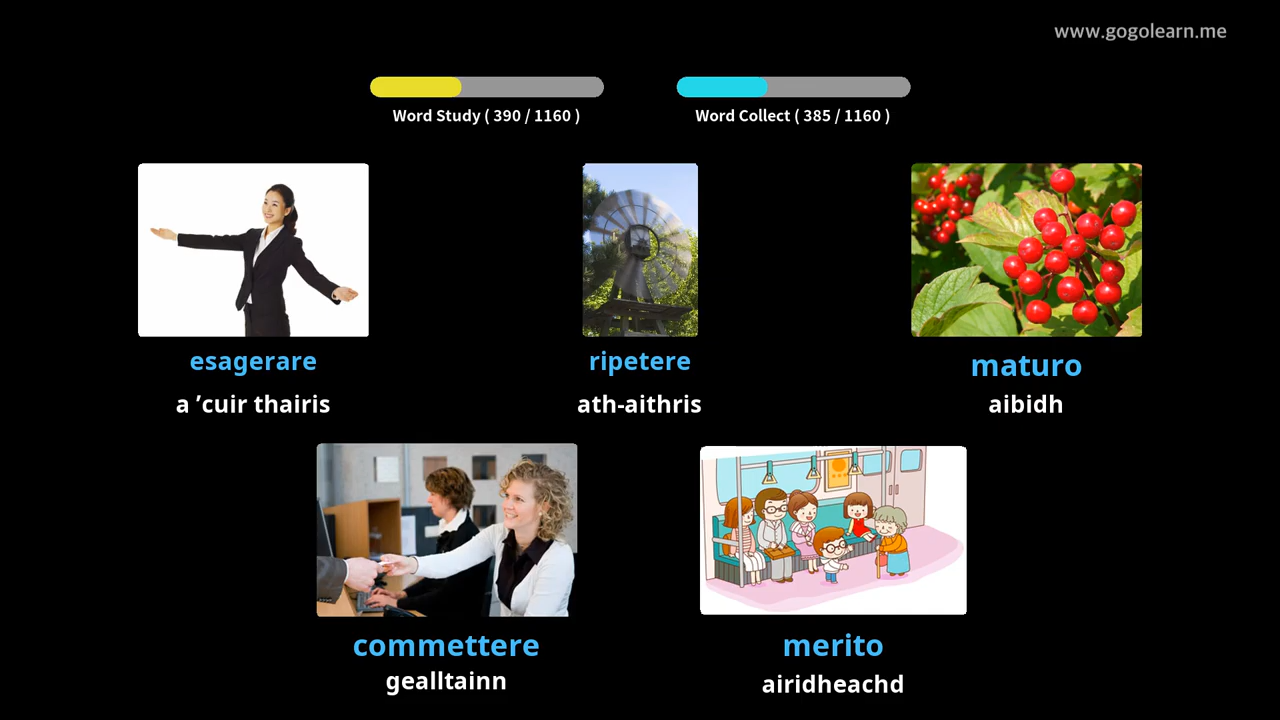 www.gogolearn.me
Word Study ( 390 / 1160 )
Word Collect ( 385 / 1160 )
esagerare
a ’cuir thairis
ripetere
ath-aithris
maturo
aibidh
commettere
gealltainn
merito
airidheachd